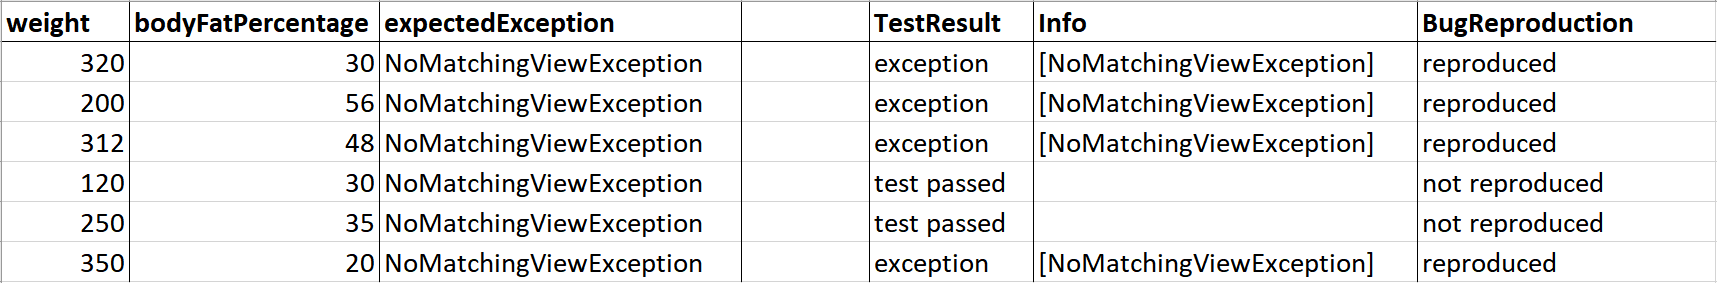 weight bodyFatPercentage expectedException TestResult Info BugReproduction
320 30 NoMatchingViewException exception [NoMatchingViewException] reproduced
200 56 NoMatchingViewException exception [NoMatchingViewException] reproduced
312 48 NoMatchingViewException exception [NoMatchingViewException] reproduced
120 30 NoMatchingViewException test passed not reproduced
250 35 NoMatchingViewException test passed not reproduced
350 20 NoMatchingViewException exception [NoMatchingViewException] reproduced